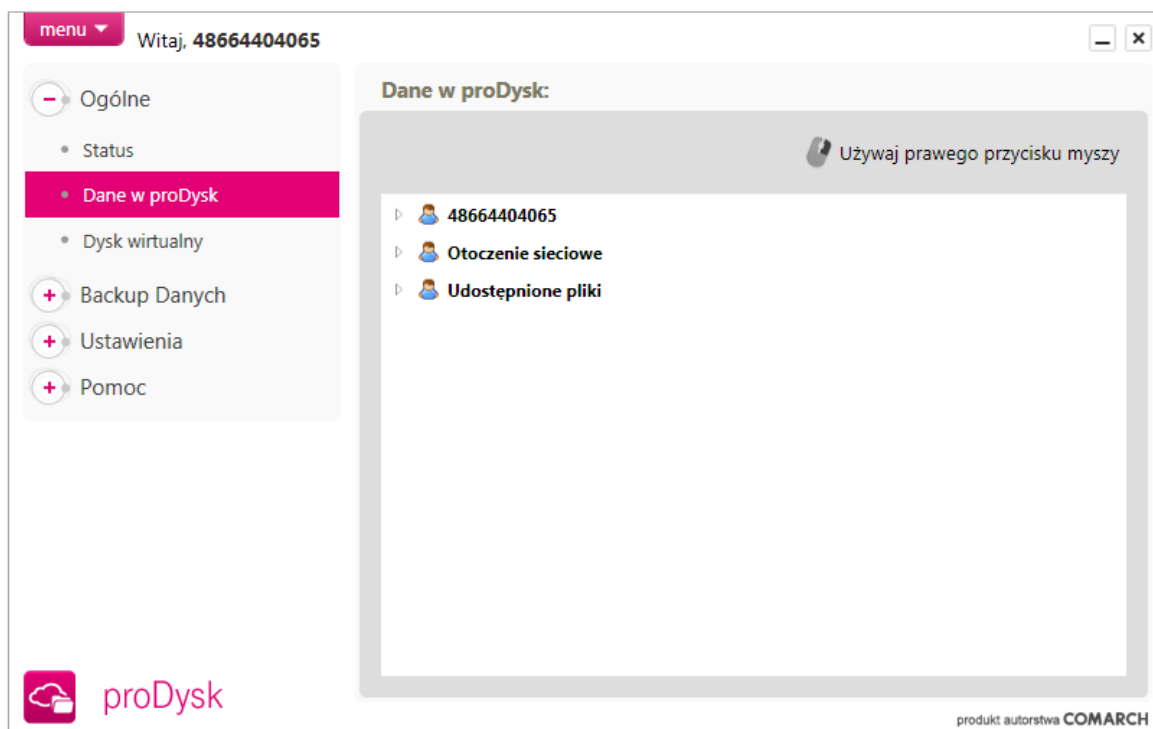 menu
Witaj, 48664404065
Ogólne
Status
Dane w proDysk
Dysk wirtualny
Backup Danych
Ustawienia
Pomoc
proDysk
Dane w proDysk:
Używaj prawego przycisku myszy
48664404065
Otoczenie sieciowe
Udostępnione pliki
produkt autorstwa COMARCH